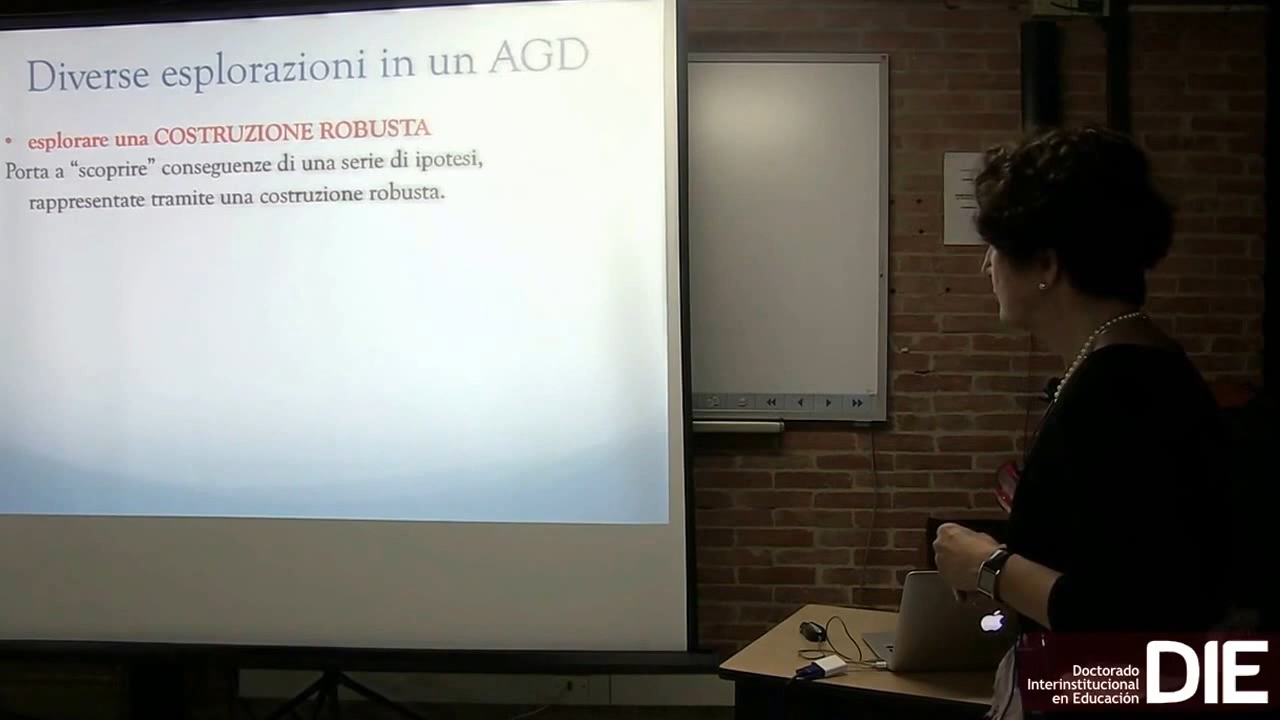 Diverse esplorazioni in un AGD
• esplorare una COSTRUZIONE ROBUSTA
Porta a “scoprire” conseguenze di una serie di ipotesi,
rappresentate tramite una costruzione robusta.
Doctorado
Interinstitucional
en Educación
DIE